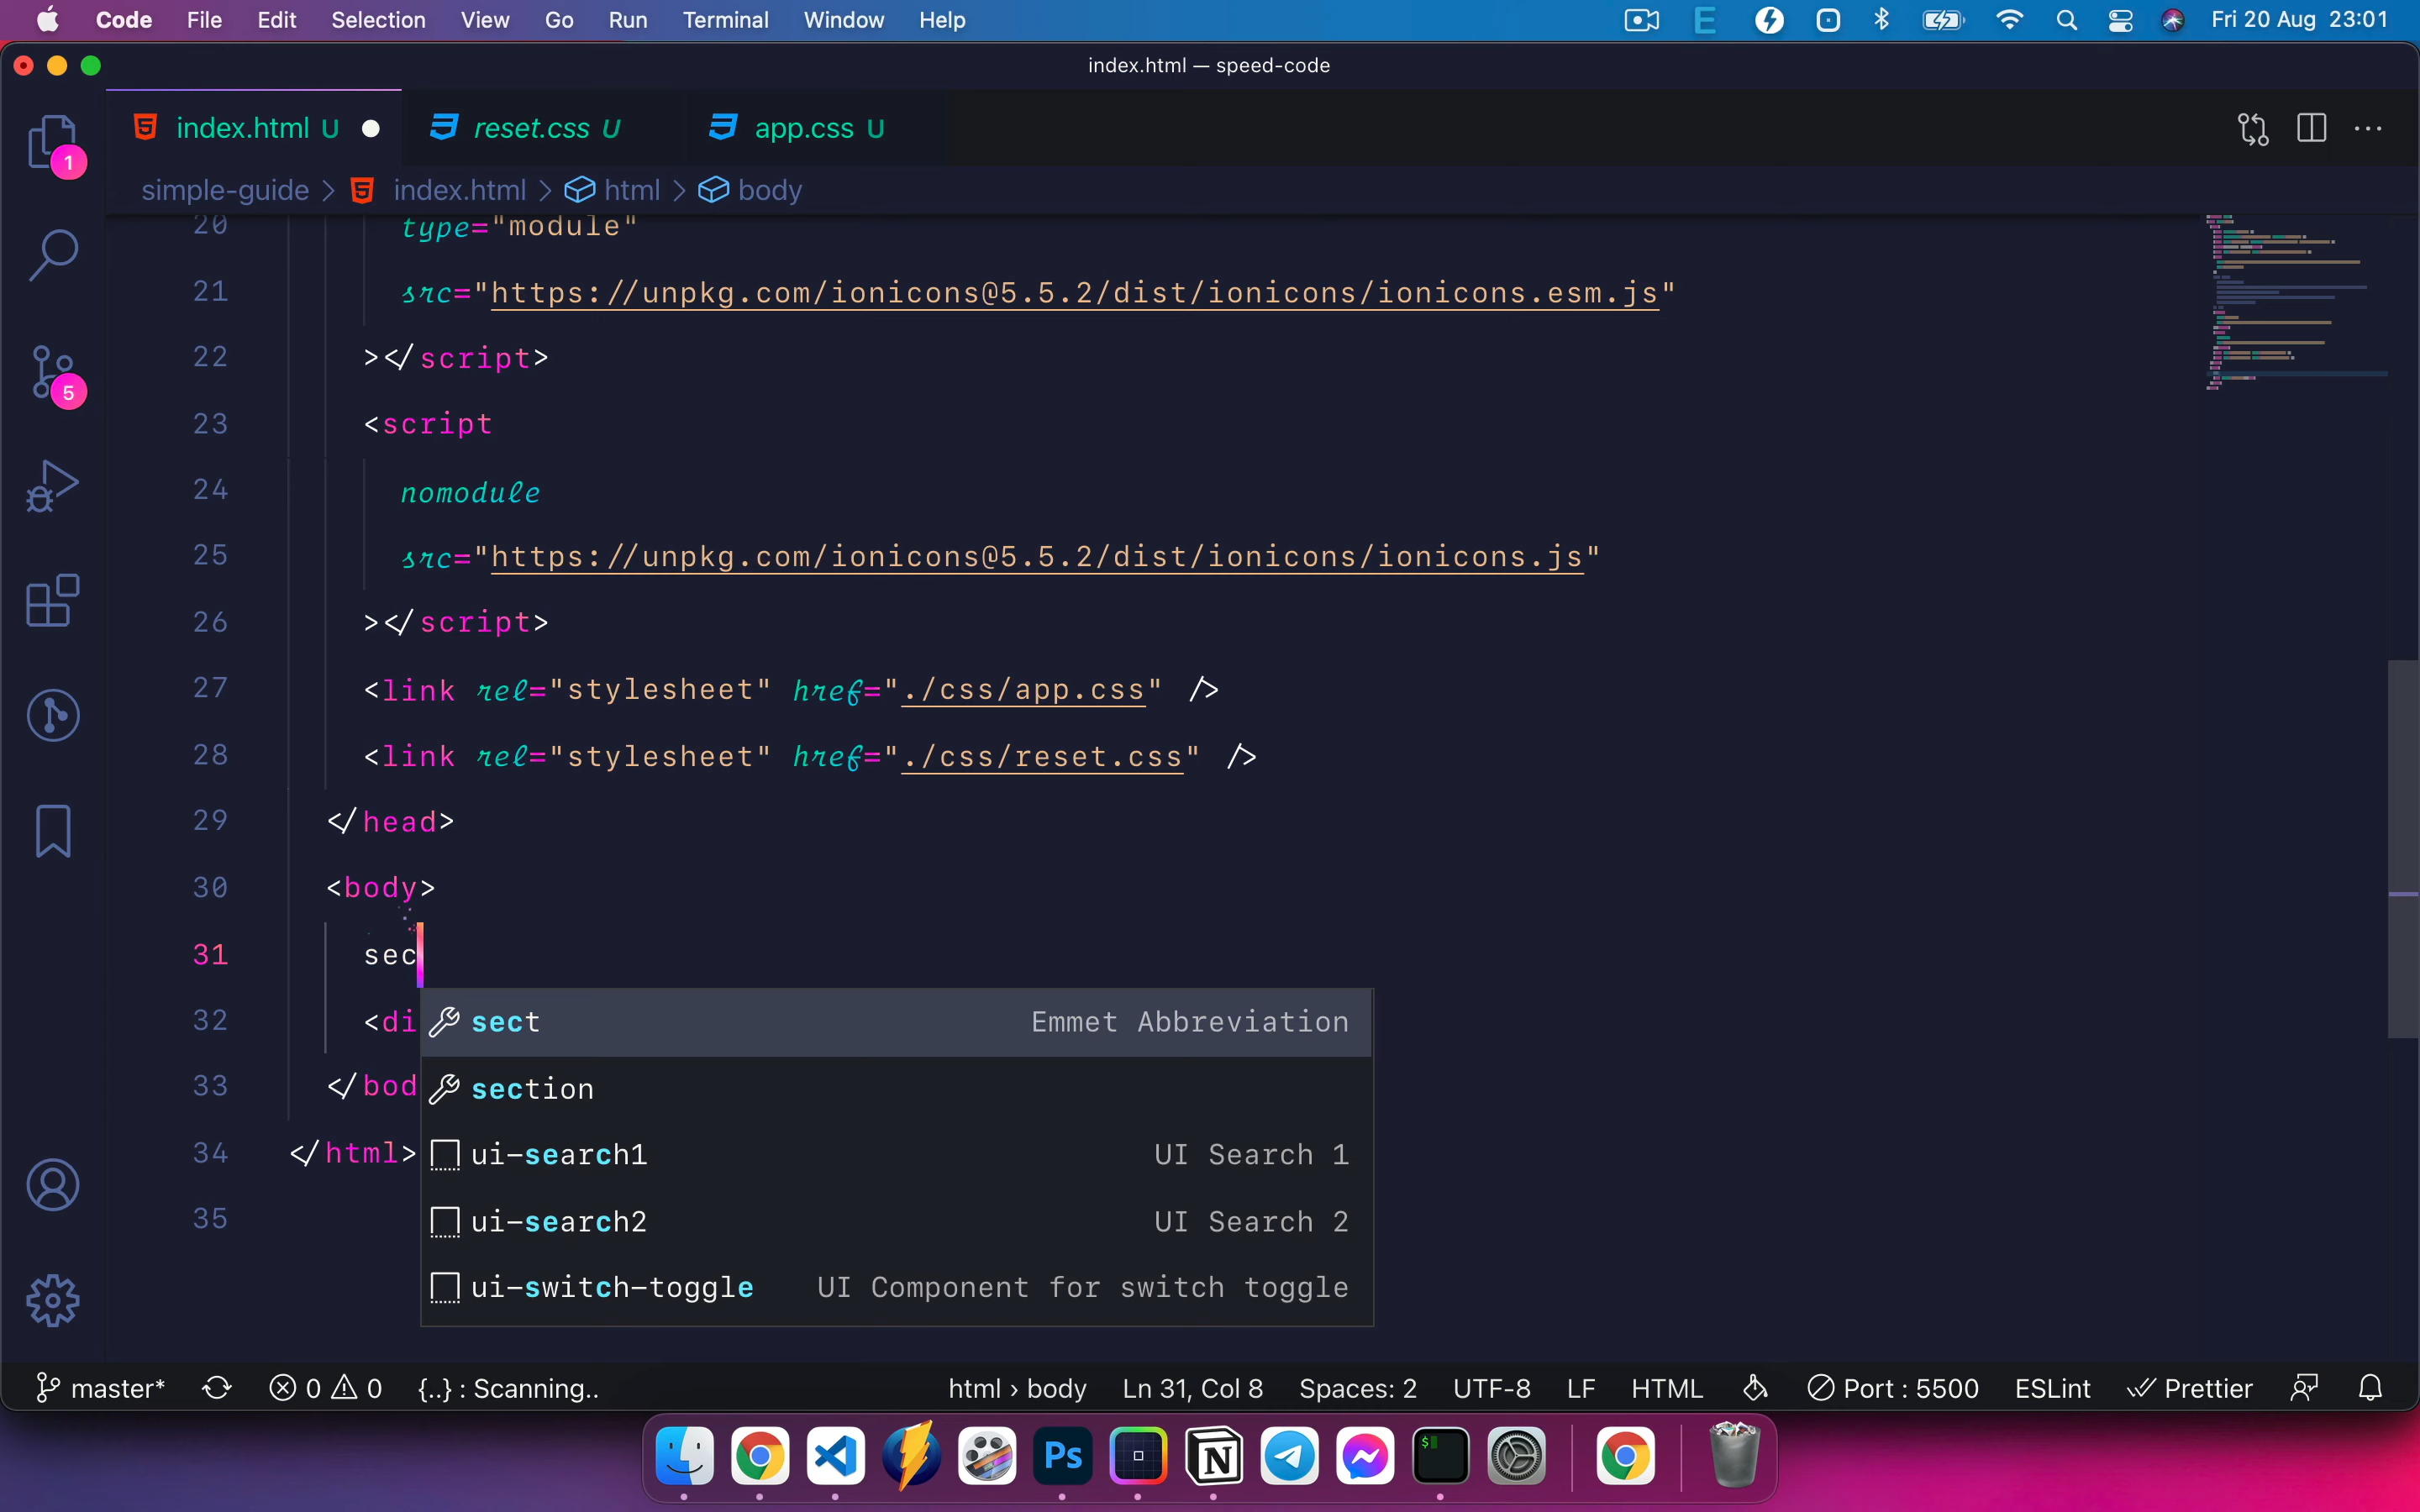 Code File Edit Selection View Go Run Terminal Window Help E Fri 20 Aug 23:01
index.html — speed-code
index.html U reset.css U app.css U
1
simple-guide > index.html > html > body
20 type="module"
21 src="https://unpkg.com/ionicons@5.5.2/dist/ionicons/ionicons.esm.js"
22 ></script>
23 <script
24 nomodule
25 src="https://unpkg.com/ionicons@5.5.2/dist/ionicons/ionicons.js"
5
26 ></script>
27 <link rel="stylesheet" href="./css/app.css" />
28 <link rel="stylesheet" href="./css/reset.css" />
29 </head>
30 <body>
31 sec
32 <di
33 </bod
34 </html>
35
sect Emmet Abbreviation
section
ui-search1 UI Search 1
ui-search2 UI Search 2
ui-switch-toggle UI Component for switch toggle
master* 0 0 {..} : Scanning.. html › body Ln 31, Col 8 Spaces: 2 UTF-8 LF HTML Port : 5500 ESLint Prettier
Ps N $